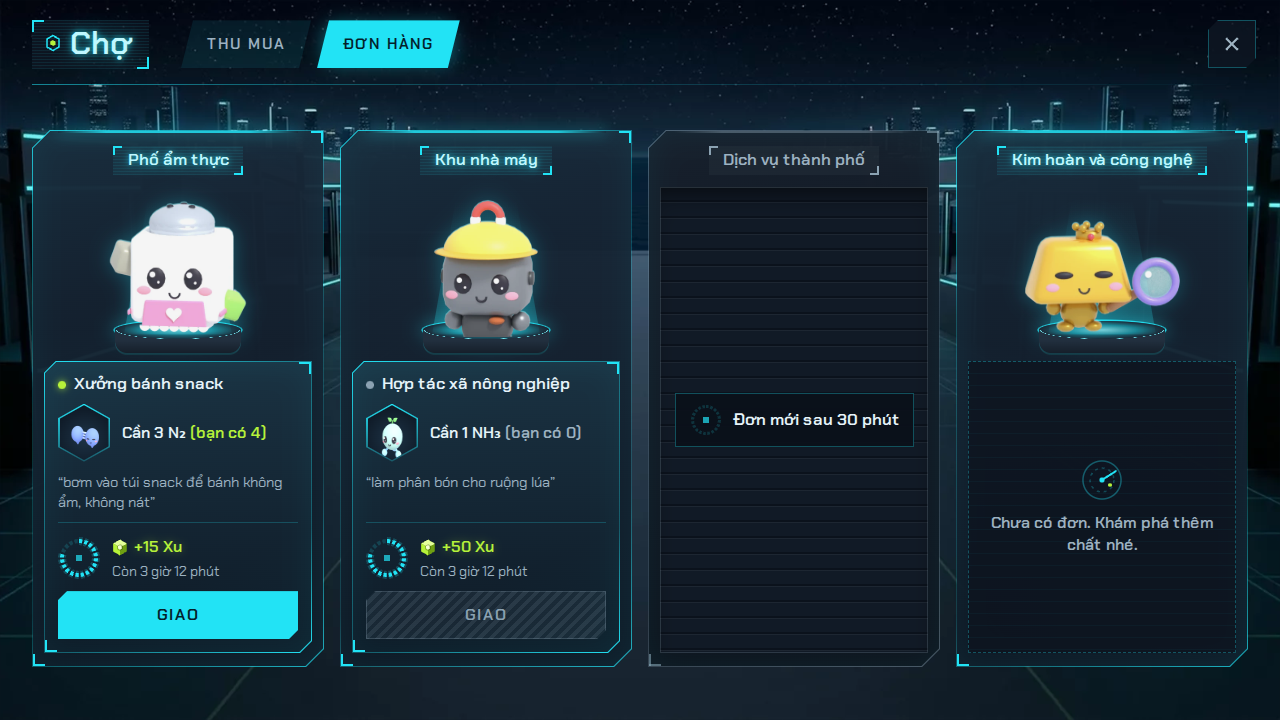 Chợ
THU MUA
ĐƠN HÀNG
Phố ẩm thực
Xưởng bánh snack
Cần 3 N₂ (bạn có 4)
“bơm vào túi snack để bánh không
ẩm, không nát”
+15 Xu
Còn 3 giờ 12 phút
GIAO
Khu nhà máy
Hợp tác xã nông nghiệp
Cần 1 NH₃ (bạn có 0)
“làm phân bón cho ruộng lúa”
+50 Xu
Còn 3 giờ 12 phút
GIAO
Dịch vụ thành phố
Đơn mới sau 30 phút
Kim hoàn và công nghệ
Chưa có đơn. Khám phá thêm
chất nhé.